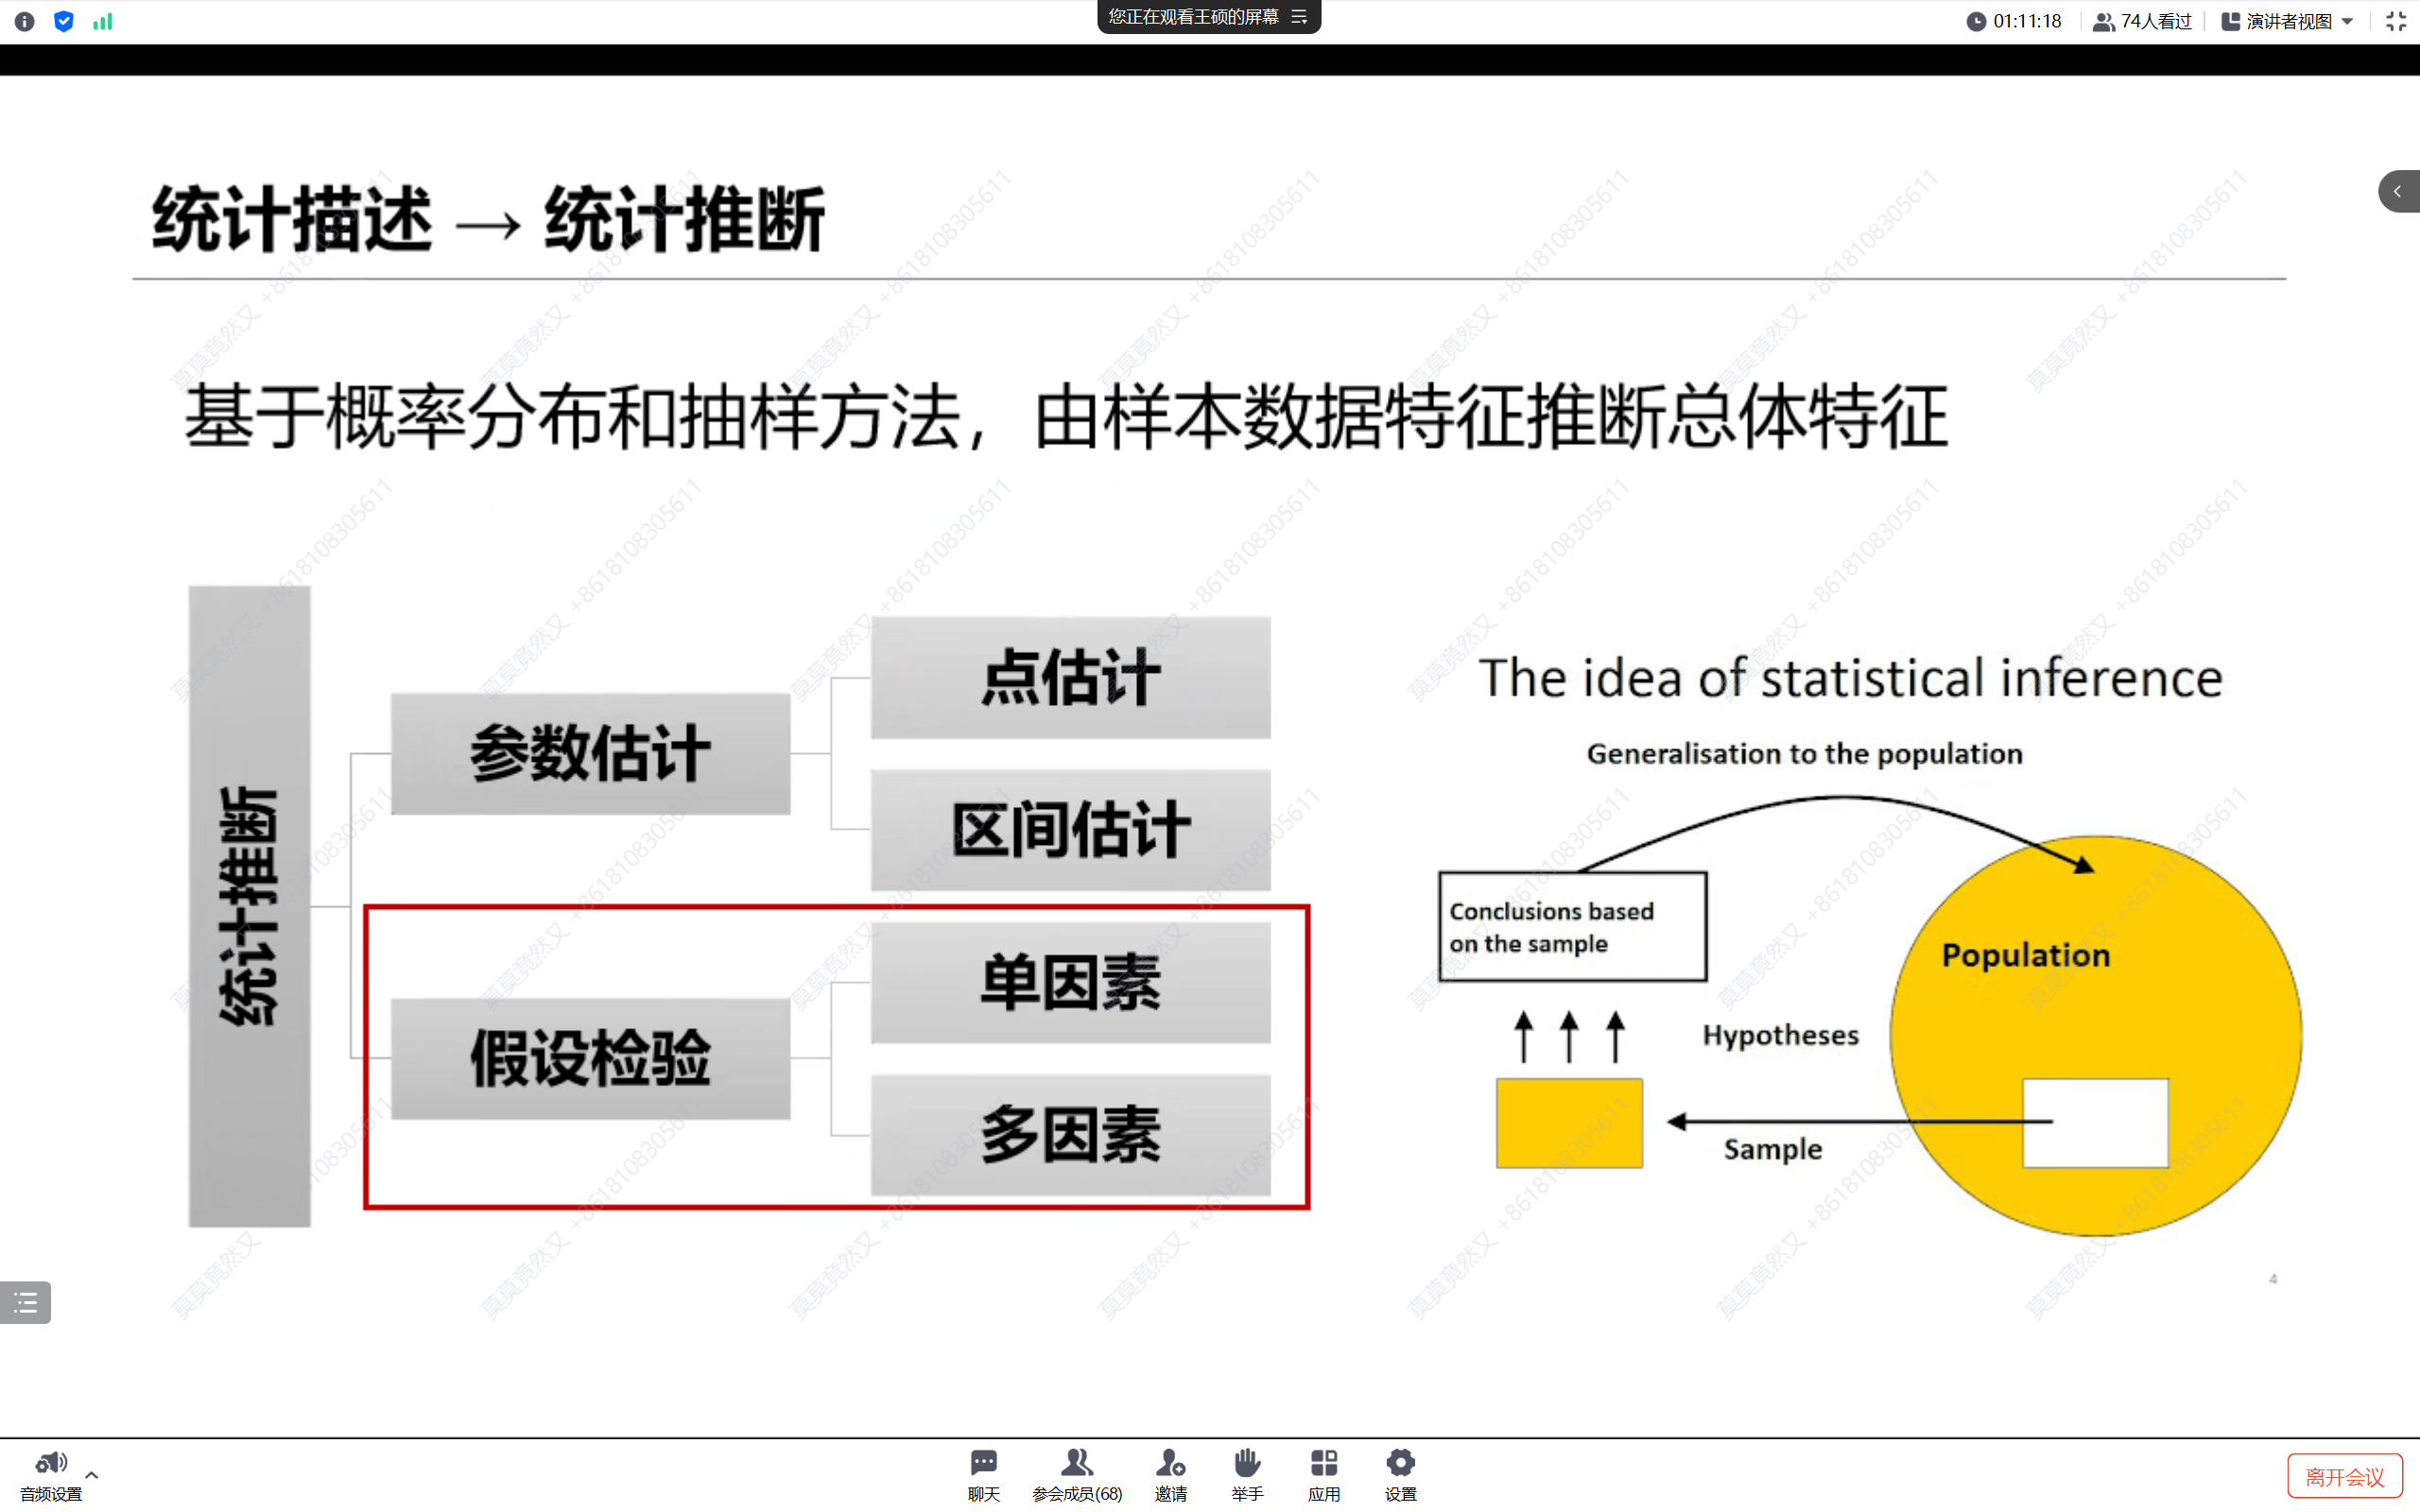 您正在观看王硕的屏幕
01:11:18
74人看过
演讲者视图
统计描述 → 统计推断
基于概率分布和抽样方法，由样本数据特征推断总体特征
统计推断
参数估计
点估计
区间估计
假设检验
单因素
多因素
The idea of statistical inference
Generalisation to the population
Conclusions based
on the sample
Population
Hypotheses
Sample
4
莫莫竟然又 +8618108305611
音频设置
聊天
参会成员(68)
邀请
举手
应用
设置
离开会议